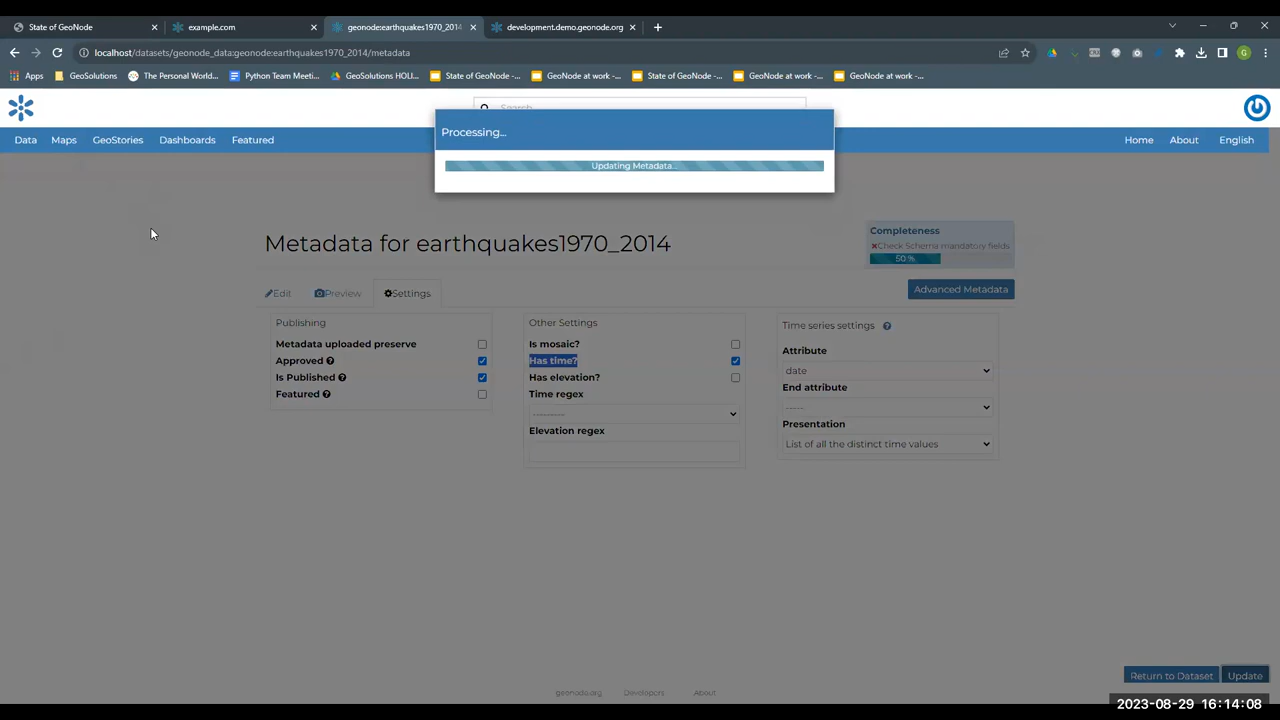 State of GeoNode
example.com
geonode:earthquakes1970_2014
development.demo.geonode.org
localhost/datasets/geonode_data:geonode:earthquakes1970_2014/metadata
Apps
GeoSolutions
The Personal World...
Python Team Meeti...
GeoSolutions HOLI...
State of GeoNode -...
GeoNode at work -...
State of GeoNode -...
GeoNode at work -...
GeoNode at work -...
Search
Processing...
Updating Metadata...
Data
Maps
GeoStories
Dashboards
Featured
Home
About
English
Metadata for earthquakes1970_2014
Completeness
Check Schema mandatory fields
50 %
Edit
Preview
Settings
Advanced Metadata
Publishing
Metadata uploaded preserve
Approved
Is Published
Featured
Other Settings
Is mosaic?
Has time?
Has elevation?
Time regex
---------
Elevation regex
Time series settings
Attribute
date
End attribute
-----
Presentation
List of all the distinct time values
Return to Dataset
Update
geonode.org
Developers
About
2023-08-29 16:14:08